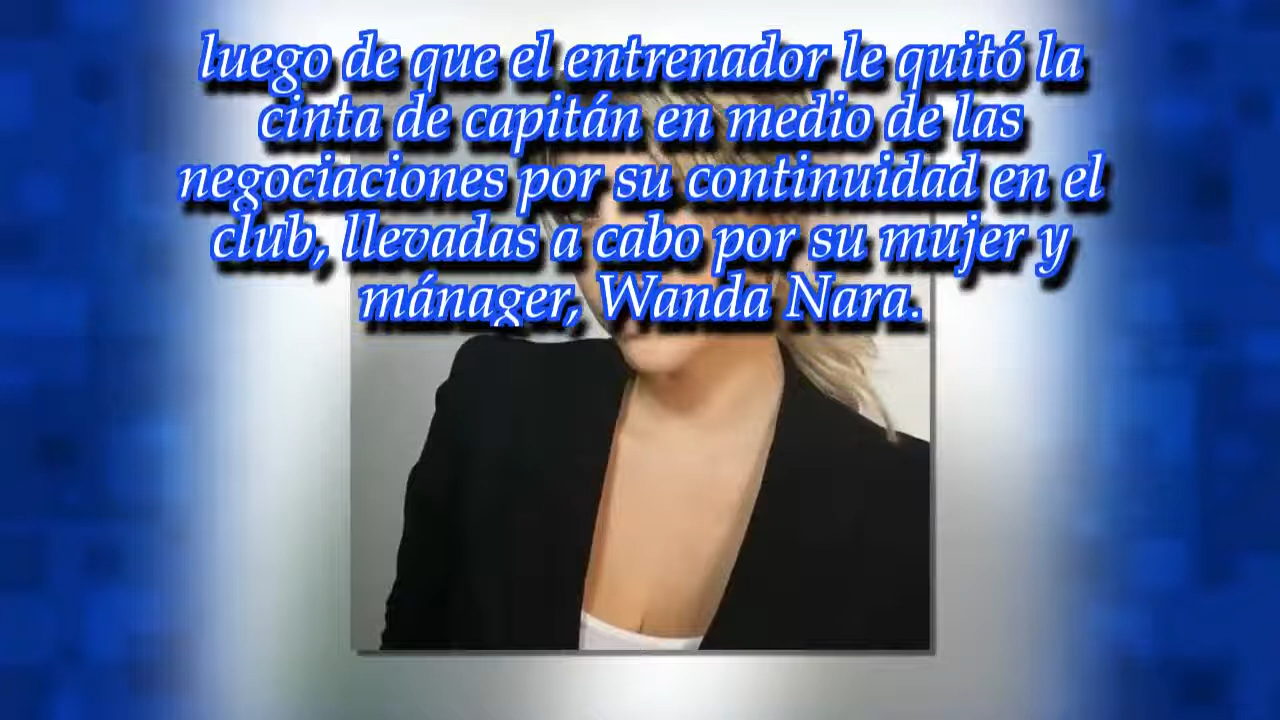 luego de que el entrenador le quitó la
cinta de capitán en medio de las
negociaciones por su continuidad en el
club, llevadas a cabo por su mujer y
mánager, Wanda Nara.